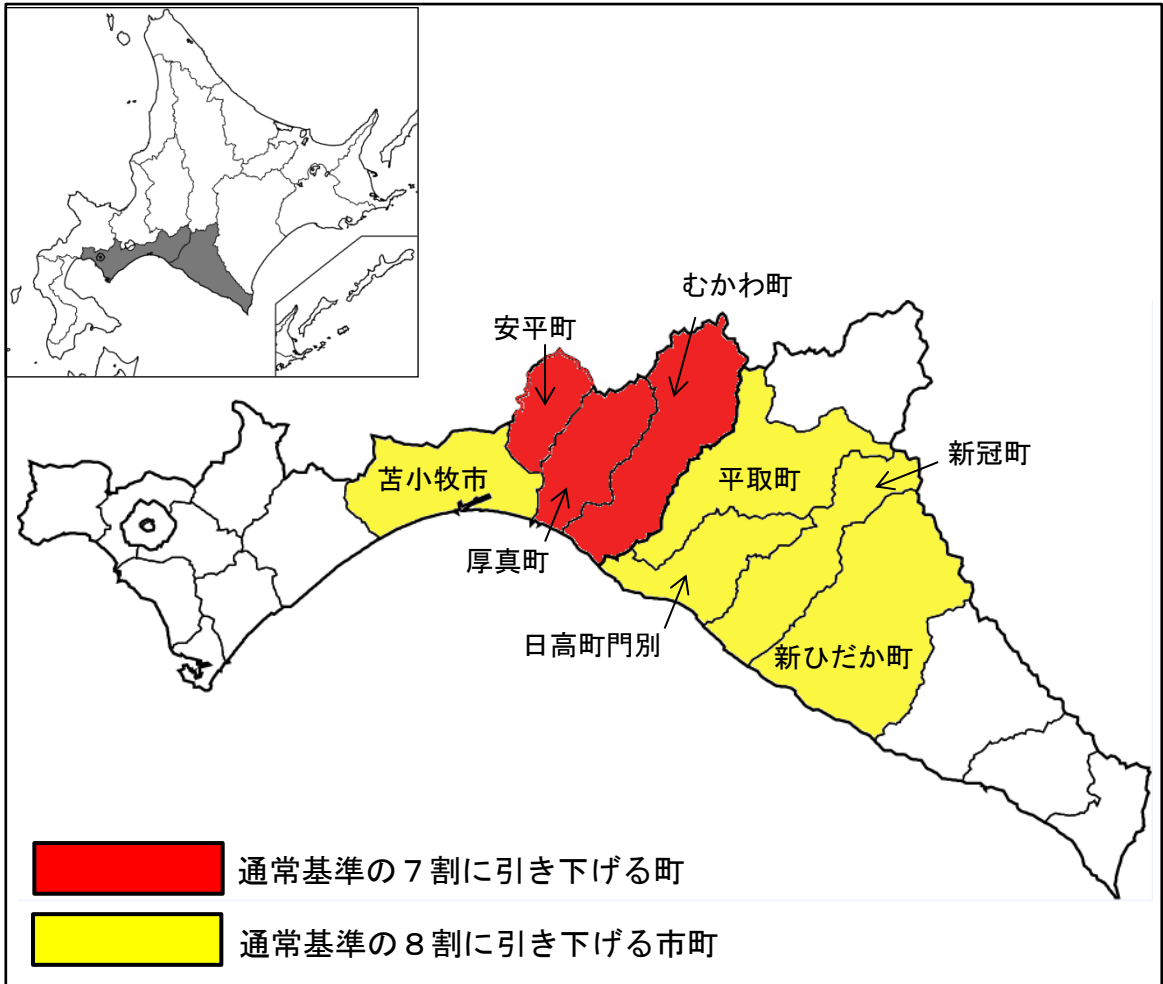 むかわ町
安平町
新冠町
苫小牧市
平取町
厚真町
日高町門別
新ひだか町
通常基準の７割に引き下げる町
通常基準の８割に引き下げる市町